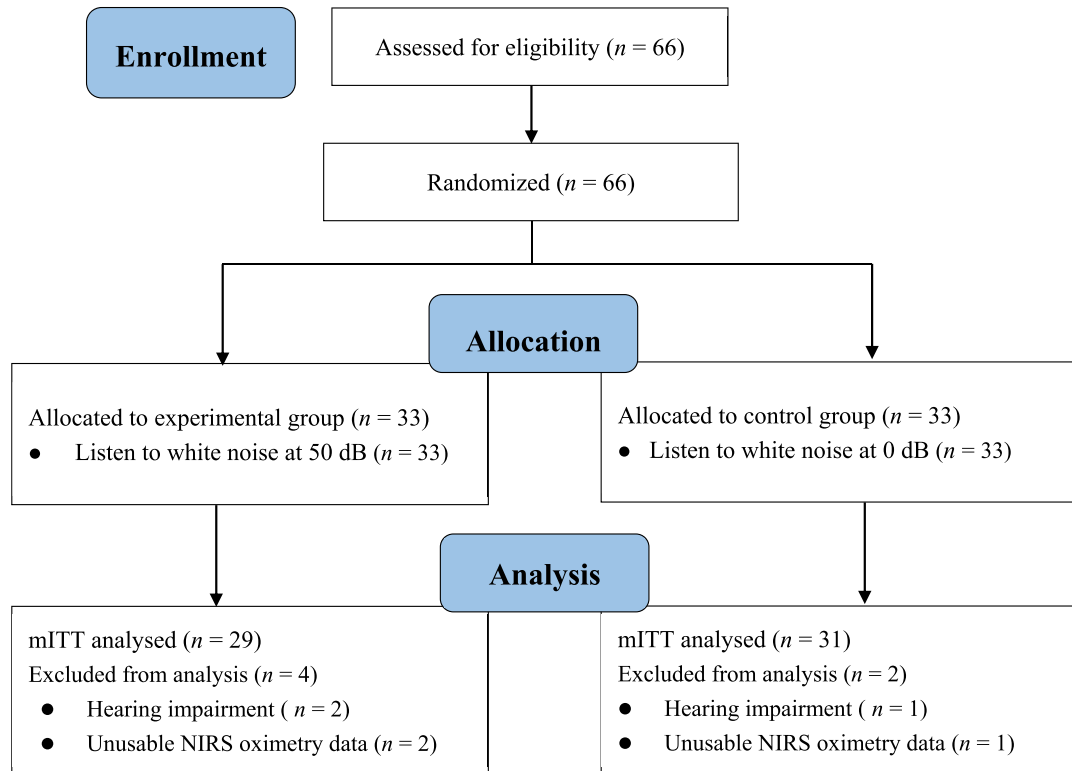 Enrollment
Assessed for eligibility (n = 66)
Randomized (n = 66)
Allocation
Allocated to experimental group (n = 33)
● Listen to white noise at 50 dB (n = 33)
Allocated to control group (n = 33)
● Listen to white noise at 0 dB (n = 33)
Analysis
mITT analysed (n = 29)
Excluded from analysis (n = 4)
● Hearing impairment ( n = 2)
● Unusable NIRS oximetry data (n = 2)
mITT analysed (n = 31)
Excluded from analysis (n = 2)
● Hearing impairment ( n = 1)
● Unusable NIRS oximetry data (n = 1)